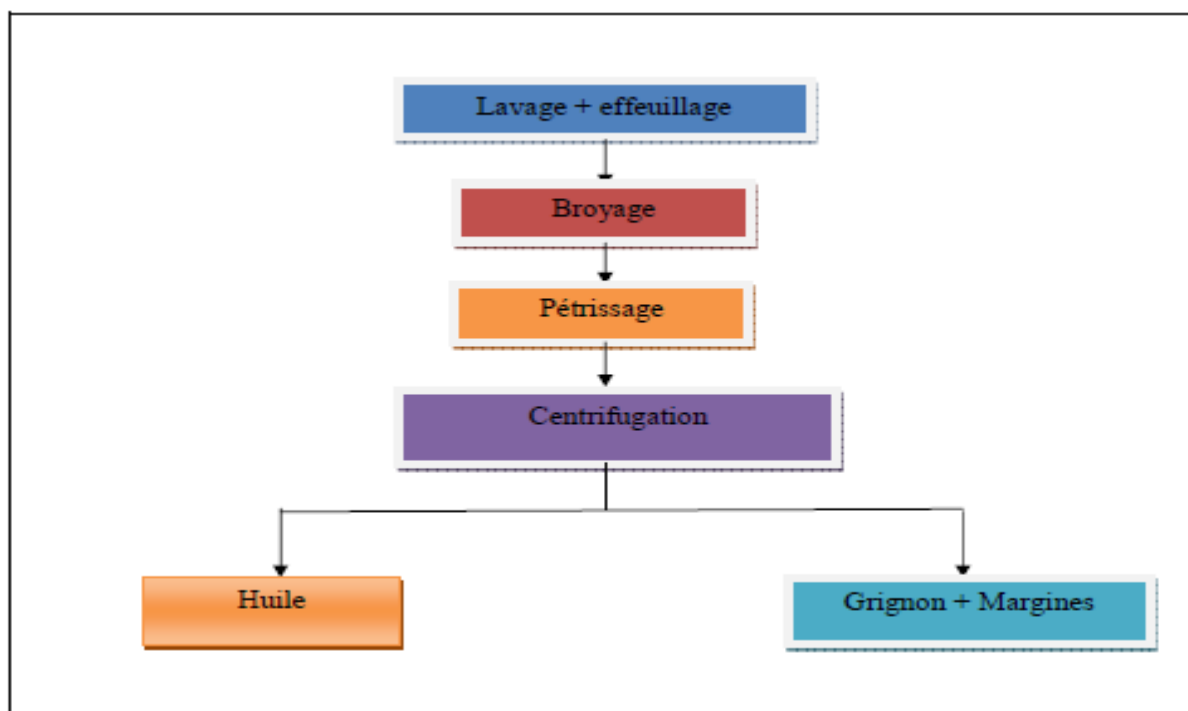 Lavage + effeuillage
Broyage
Pétrissage
Centrifugation
Huile
Grignon + Margines